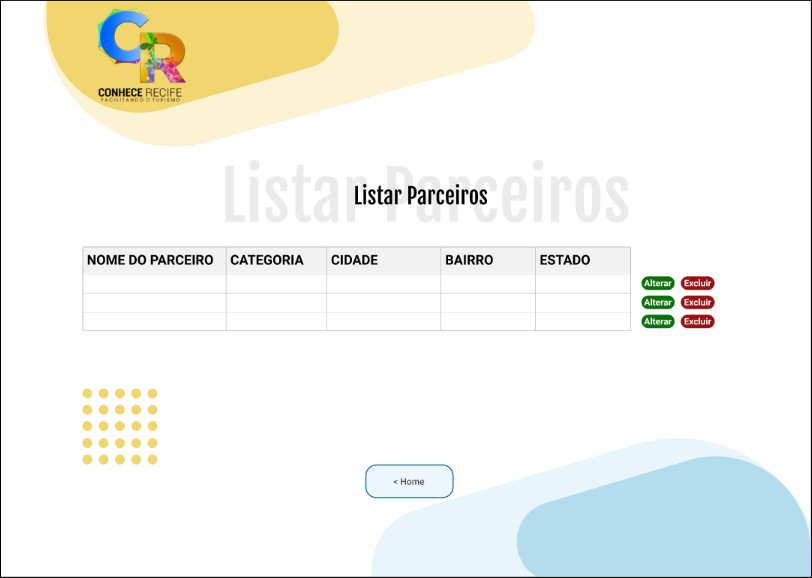 CR
CONHECE RECIFE
FACILITANDO O TURISMO
Listar Parceiros
Listar Parceiros
NOME DO PARCEIRO CATEGORIA CIDADE BAIRRO ESTADO
Alterar Excluir
Alterar Excluir
Alterar Excluir
< Home